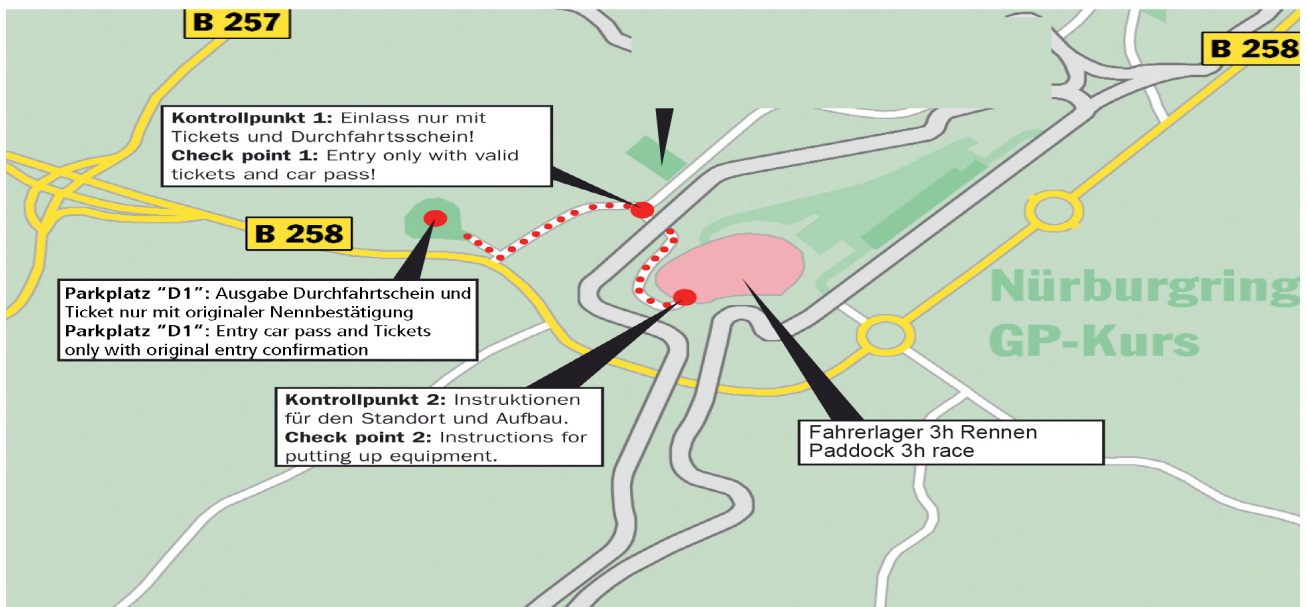 B 257
B 258
Kontrollpunkt 1: Einlass nur mit
Tickets und Durchfahrtsschein!
Check point 1: Entry only with valid
tickets and car pass!
B 258
Parkplatz “D1”: Ausgabe Durchfahrtschein und
Ticket nur mit originaler Nennbestätigung
Parkplatz “D1”: Entry car pass and Tickets
only with original entry confirmation
Nürburgring
GP-Kurs
Kontrollpunkt 2: Instruktionen
für den Standort und Aufbau.
Check point 2: Instructions for
putting up equipment.
Fahrerlager 3h Rennen
Paddock 3h race